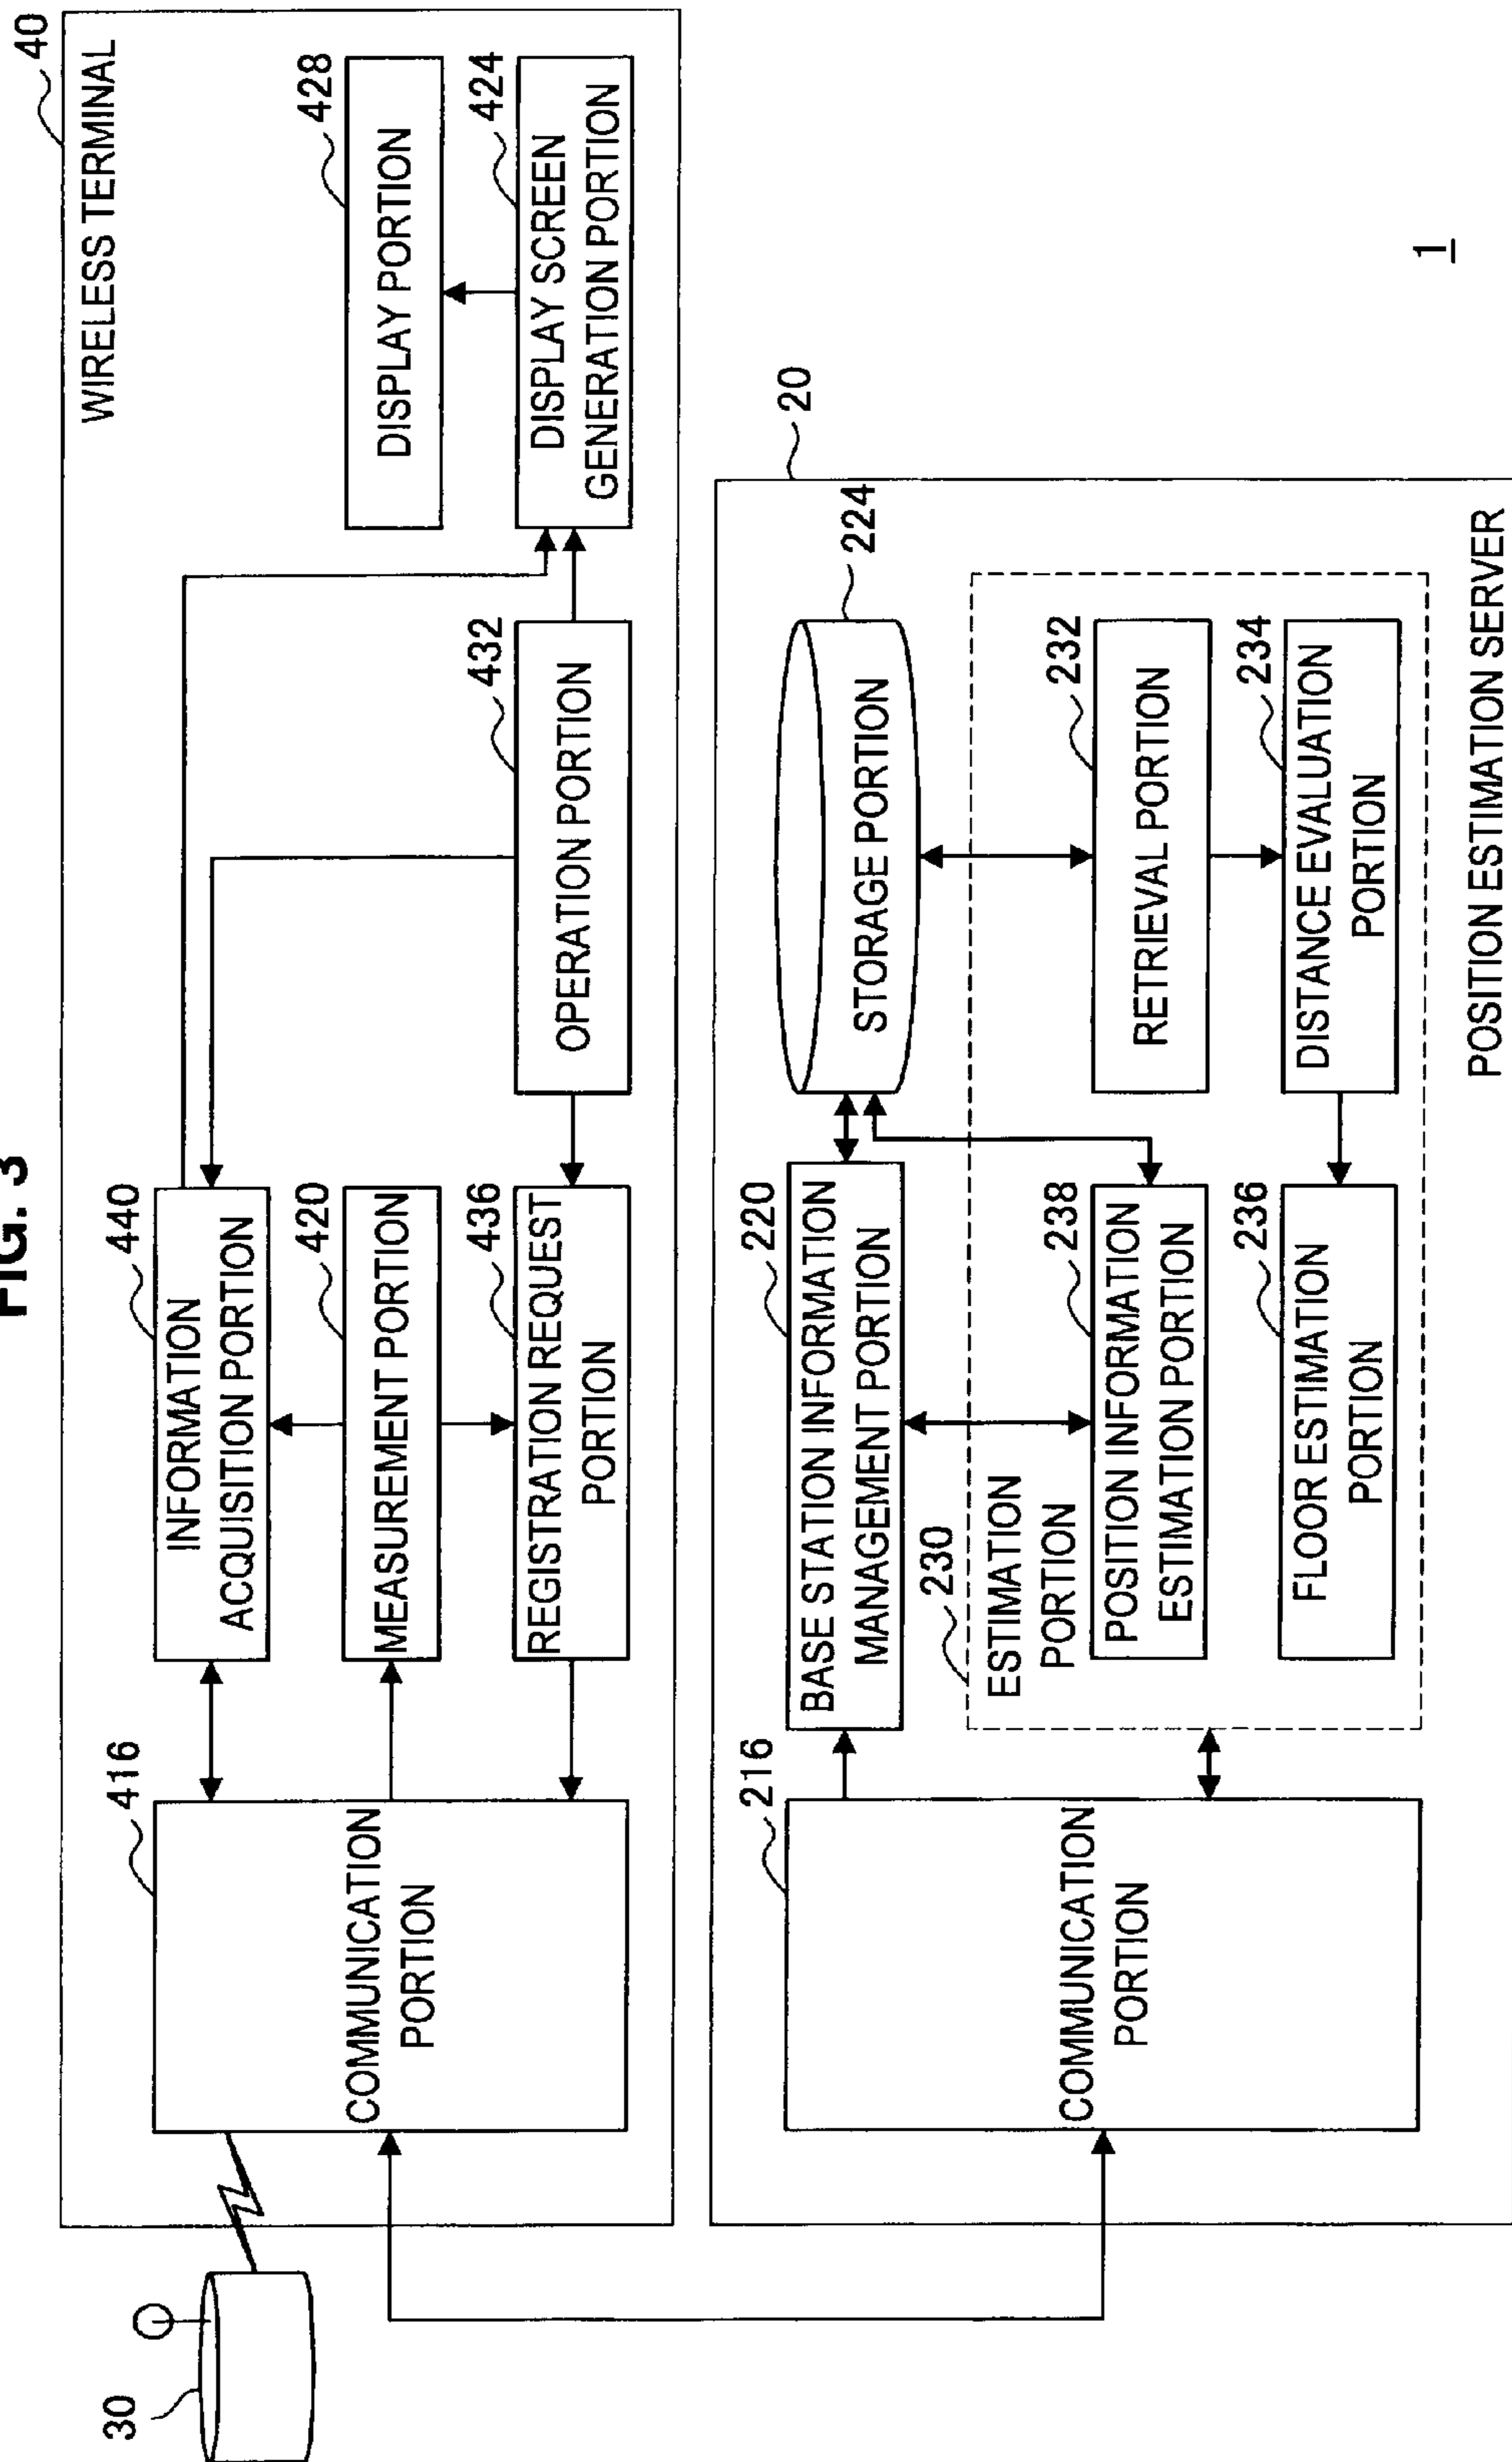 FIG. 3
40
WIRELESS TERMINAL
30
416
COMMUNICATION
PORTION
440
INFORMATION
ACQUISITION PORTION
420
MEASUREMENT PORTION
436
REGISTRATION REQUEST
PORTION
432
OPERATION PORTION
428
DISPLAY PORTION
424
DISPLAY SCREEN
GENERATION PORTION
20
216
COMMUNICATION
PORTION
220
BASE STATION INFORMATION
MANAGEMENT PORTION
224
STORAGE PORTION
230
ESTIMATION
PORTION
238
POSITION INFORMATION
ESTIMATION PORTION
232
RETRIEVAL PORTION
236
FLOOR ESTIMATION
PORTION
234
DISTANCE EVALUATION
PORTION
POSITION ESTIMATION SERVER
1